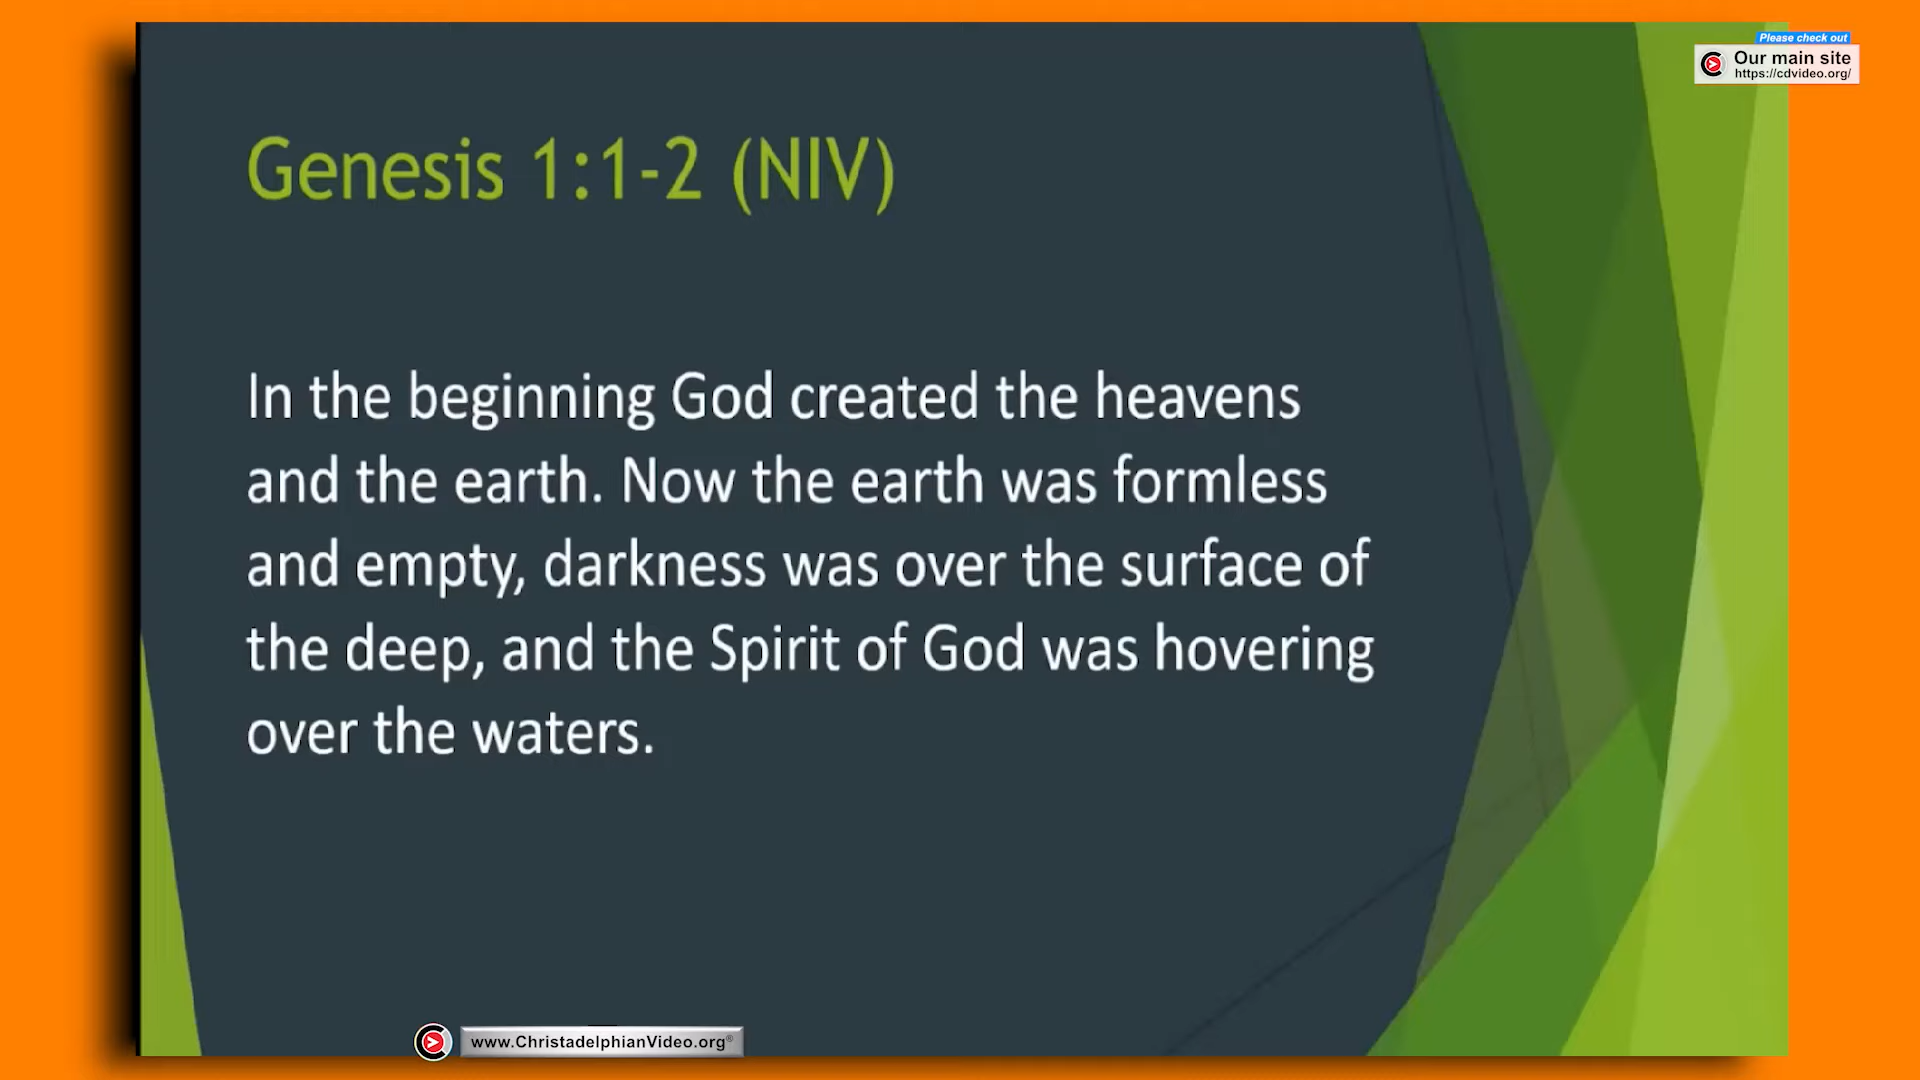 Please check out
Our main site
https://cdvideo.org/
Genesis 1:1-2 (NIV)
In the beginning God created the heavens
and the earth. Now the earth was formless
and empty, darkness was over the surface of
the deep, and the Spirit of God was hovering
over the waters.
www.ChristadelphianVideo.org®